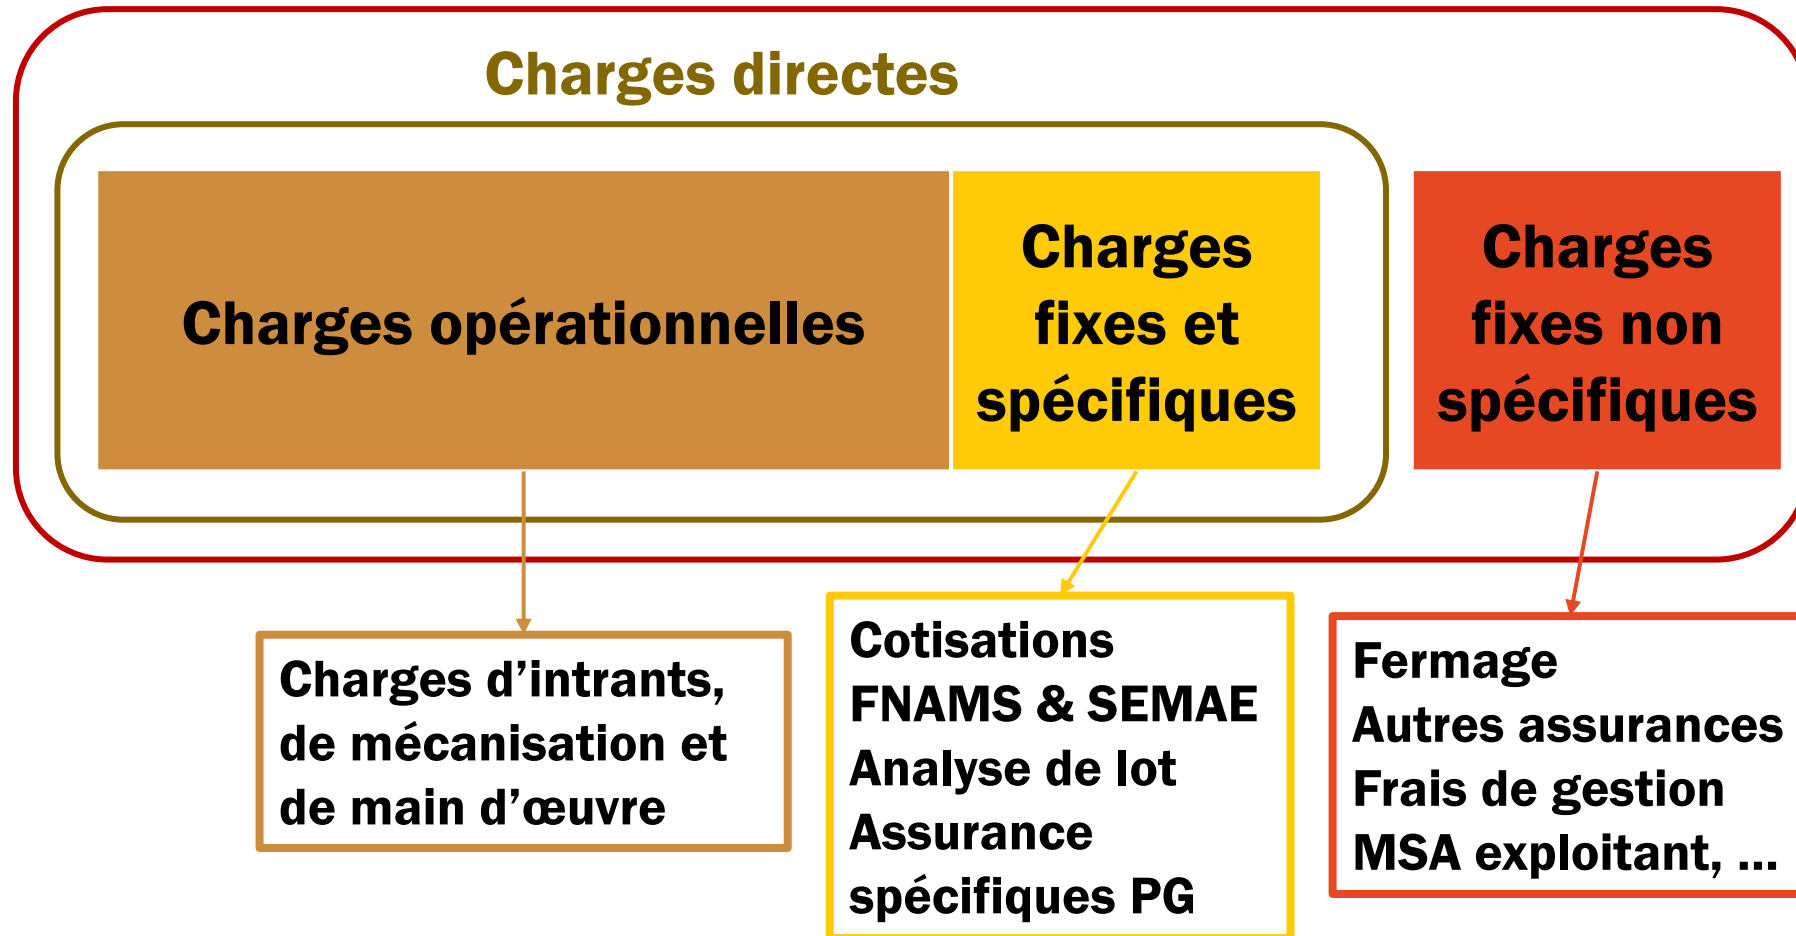 Charges directes
Charges opérationnelles
Charges
fixes et
spécifiques
Charges
fixes non
spécifiques
Charges d’intrants,
de mécanisation et
de main d’œuvre
Cotisations
FNAMS & SEMAE
Analyse de lot
Assurance
spécifiques PG
Fermage
Autres assurances
Frais de gestion
MSA exploitant, ...